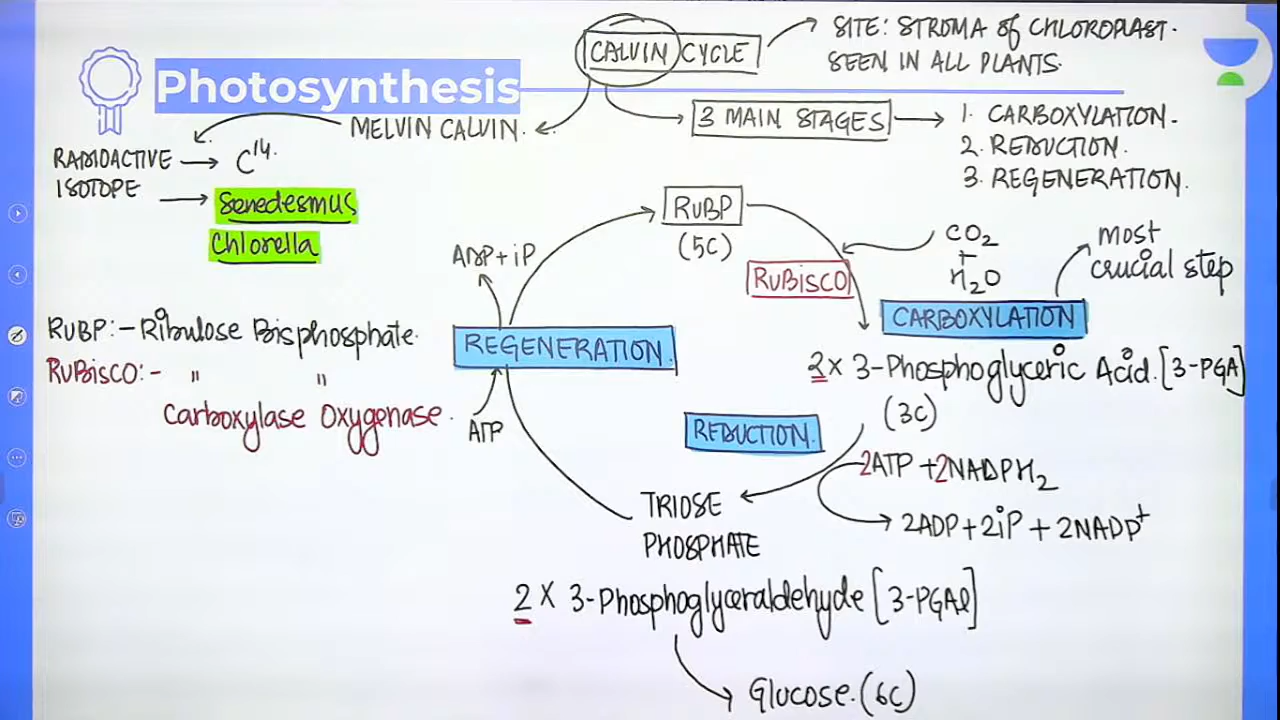 CALVIN CYCLE
SITE: STROMA of CHLOROPLAST.
SEEN IN ALL PLANTS.
Photosynthesis
MELVIN CALVIN.
3 MAIN STAGES
1. CARBOXYLATION.
2. REDUCTION.
3. REGENERATION.
RADIOACTIVE
ISOTOPE
C14.
Senedesmus
Chlorella
RuBP
(5C)
ADP + iP
CO2
+
H2O
most
crucial step
RuBisCO
CARBOXYLATION
RuBP:- Ribulose Bisphosphate.
RuBisCO:- " "
Carboxylase Oxygenase.
REGENERATION.
ATP
2 x 3-Phosphoglyceric Acid. [3-PGA]
(3C)
REDUCTION.
2ATP + 2NADPH2
2ADP + 2iP + 2NADP+
TRIOSE
PHOSPHATE
2 x 3-Phosphoglyceraldehyde [3-PGAl]
Glucose. (6C)